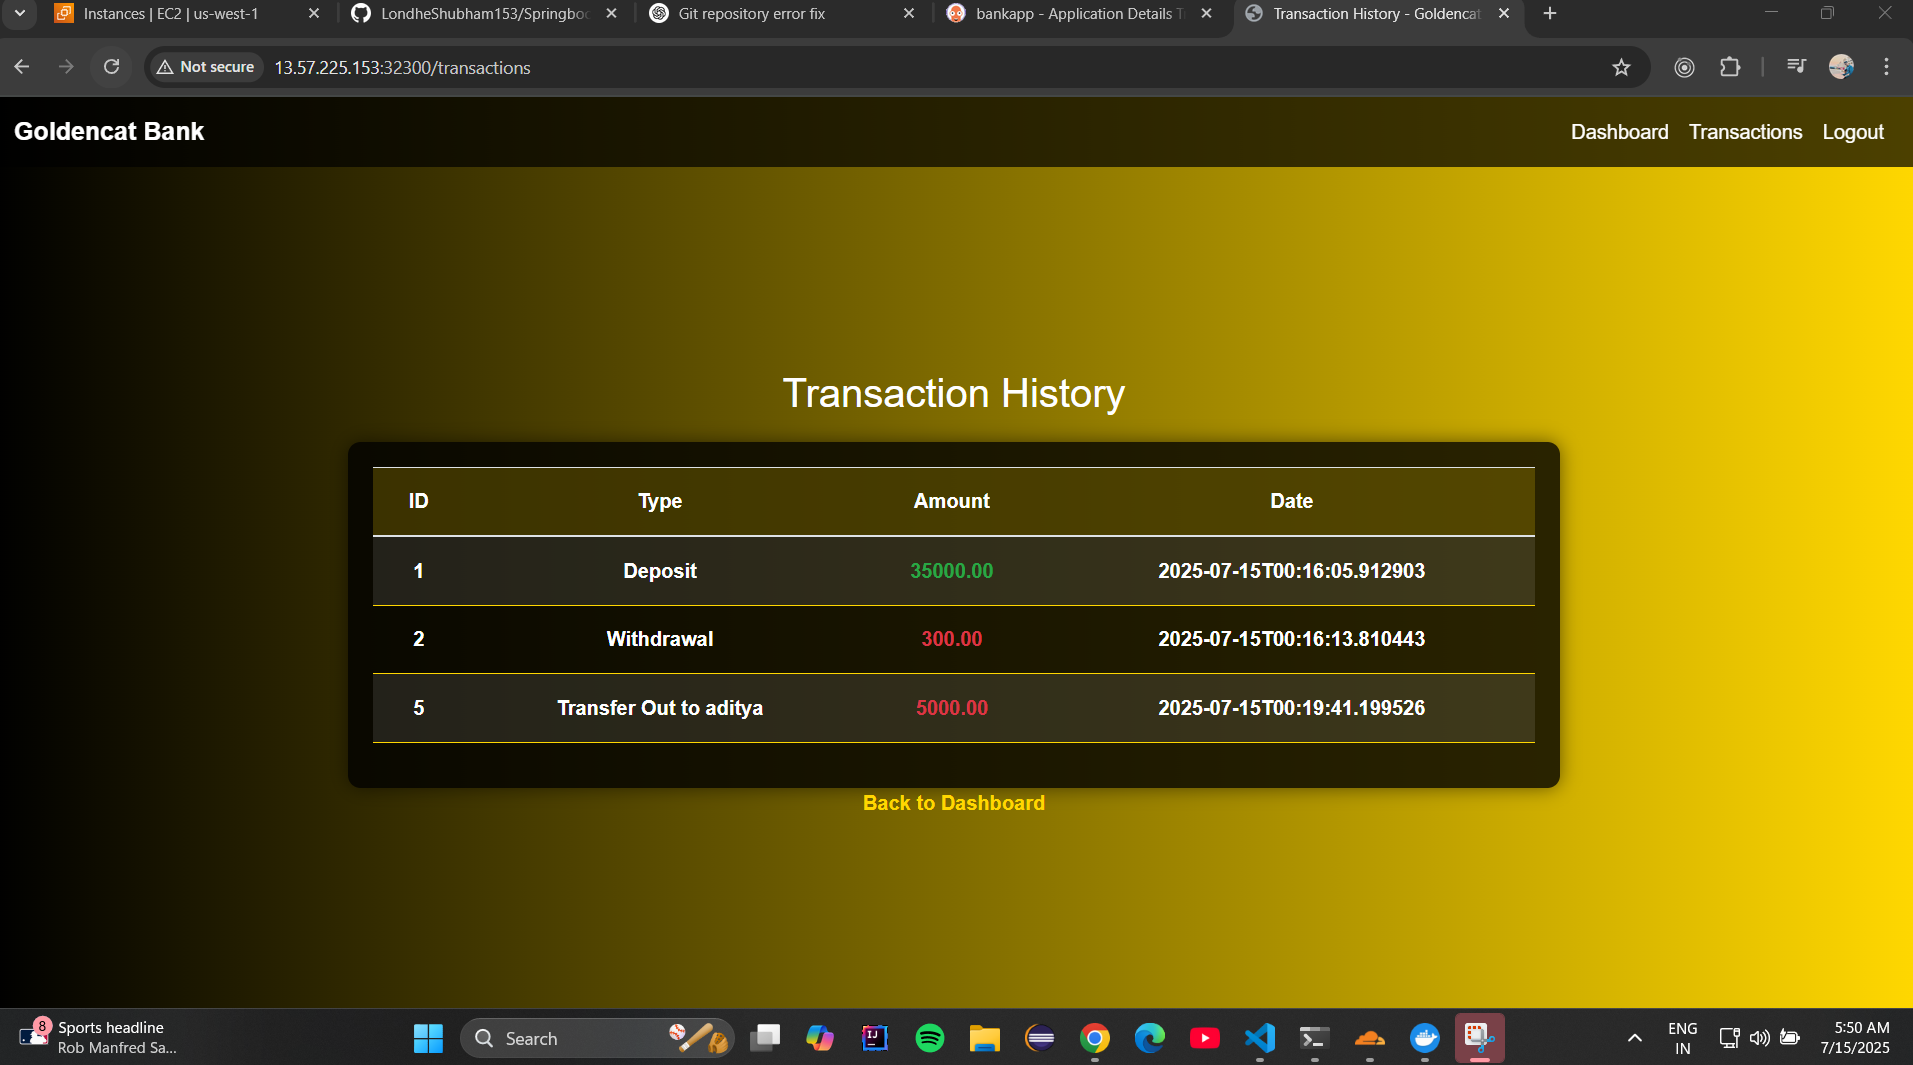 Instances | EC2 | us-west-1
LondheShubham153/Springboo
Git repository error fix
bankapp - Application Details T
Transaction History - Goldencat
Not secure
13.57.225.153:32300/transactions
Goldencat Bank
Dashboard Transactions Logout
Transaction History
ID Type Amount Date
1 Deposit 35000.00 2025-07-15T00:16:05.912903
2 Withdrawal 300.00 2025-07-15T00:16:13.810443
5 Transfer Out to aditya 5000.00 2025-07-15T00:19:41.199526
Back to Dashboard
8
Sports headline
Rob Manfred Sa...
Search
IJ
ENG
IN
5:50 AM
7/15/2025